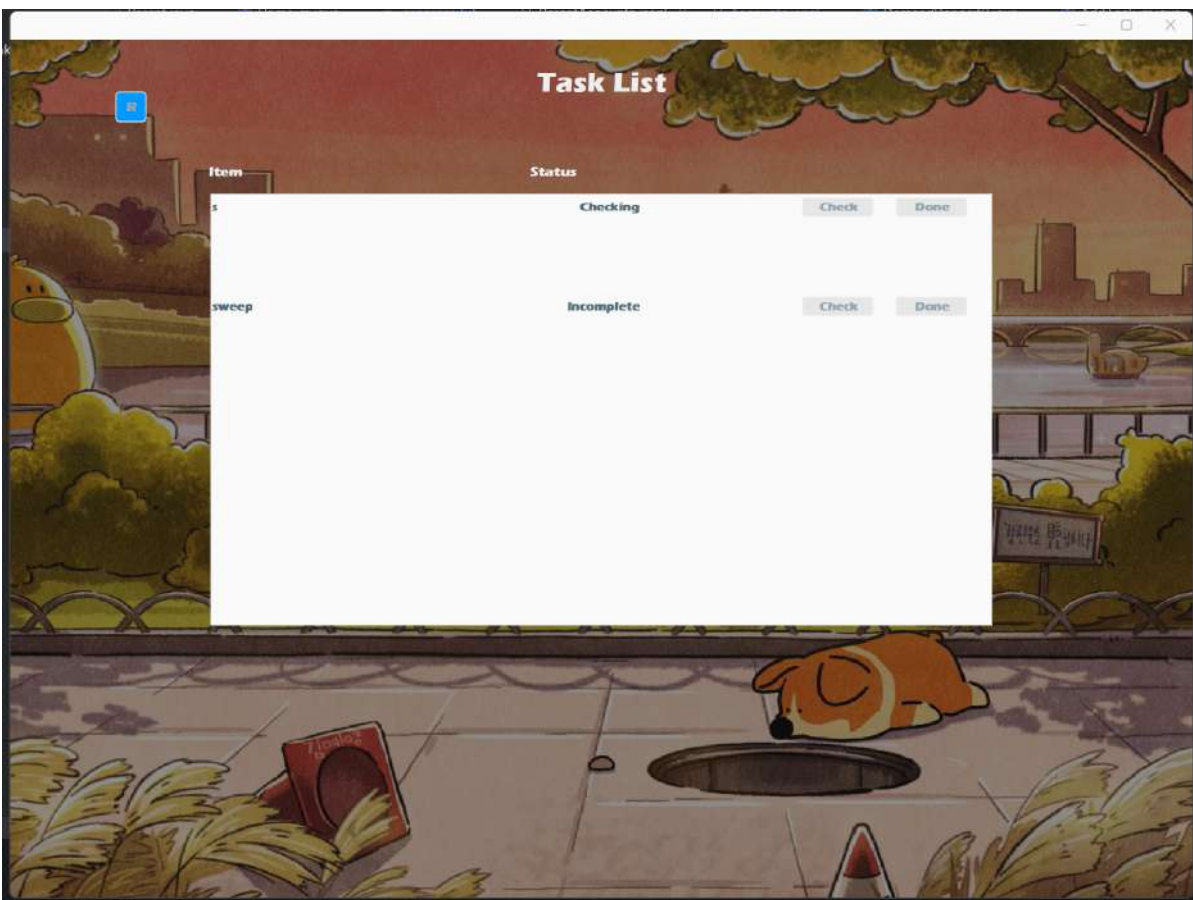 Task List
R
Item
Status
s Checking Check Done
sweep Incomplete Check Done